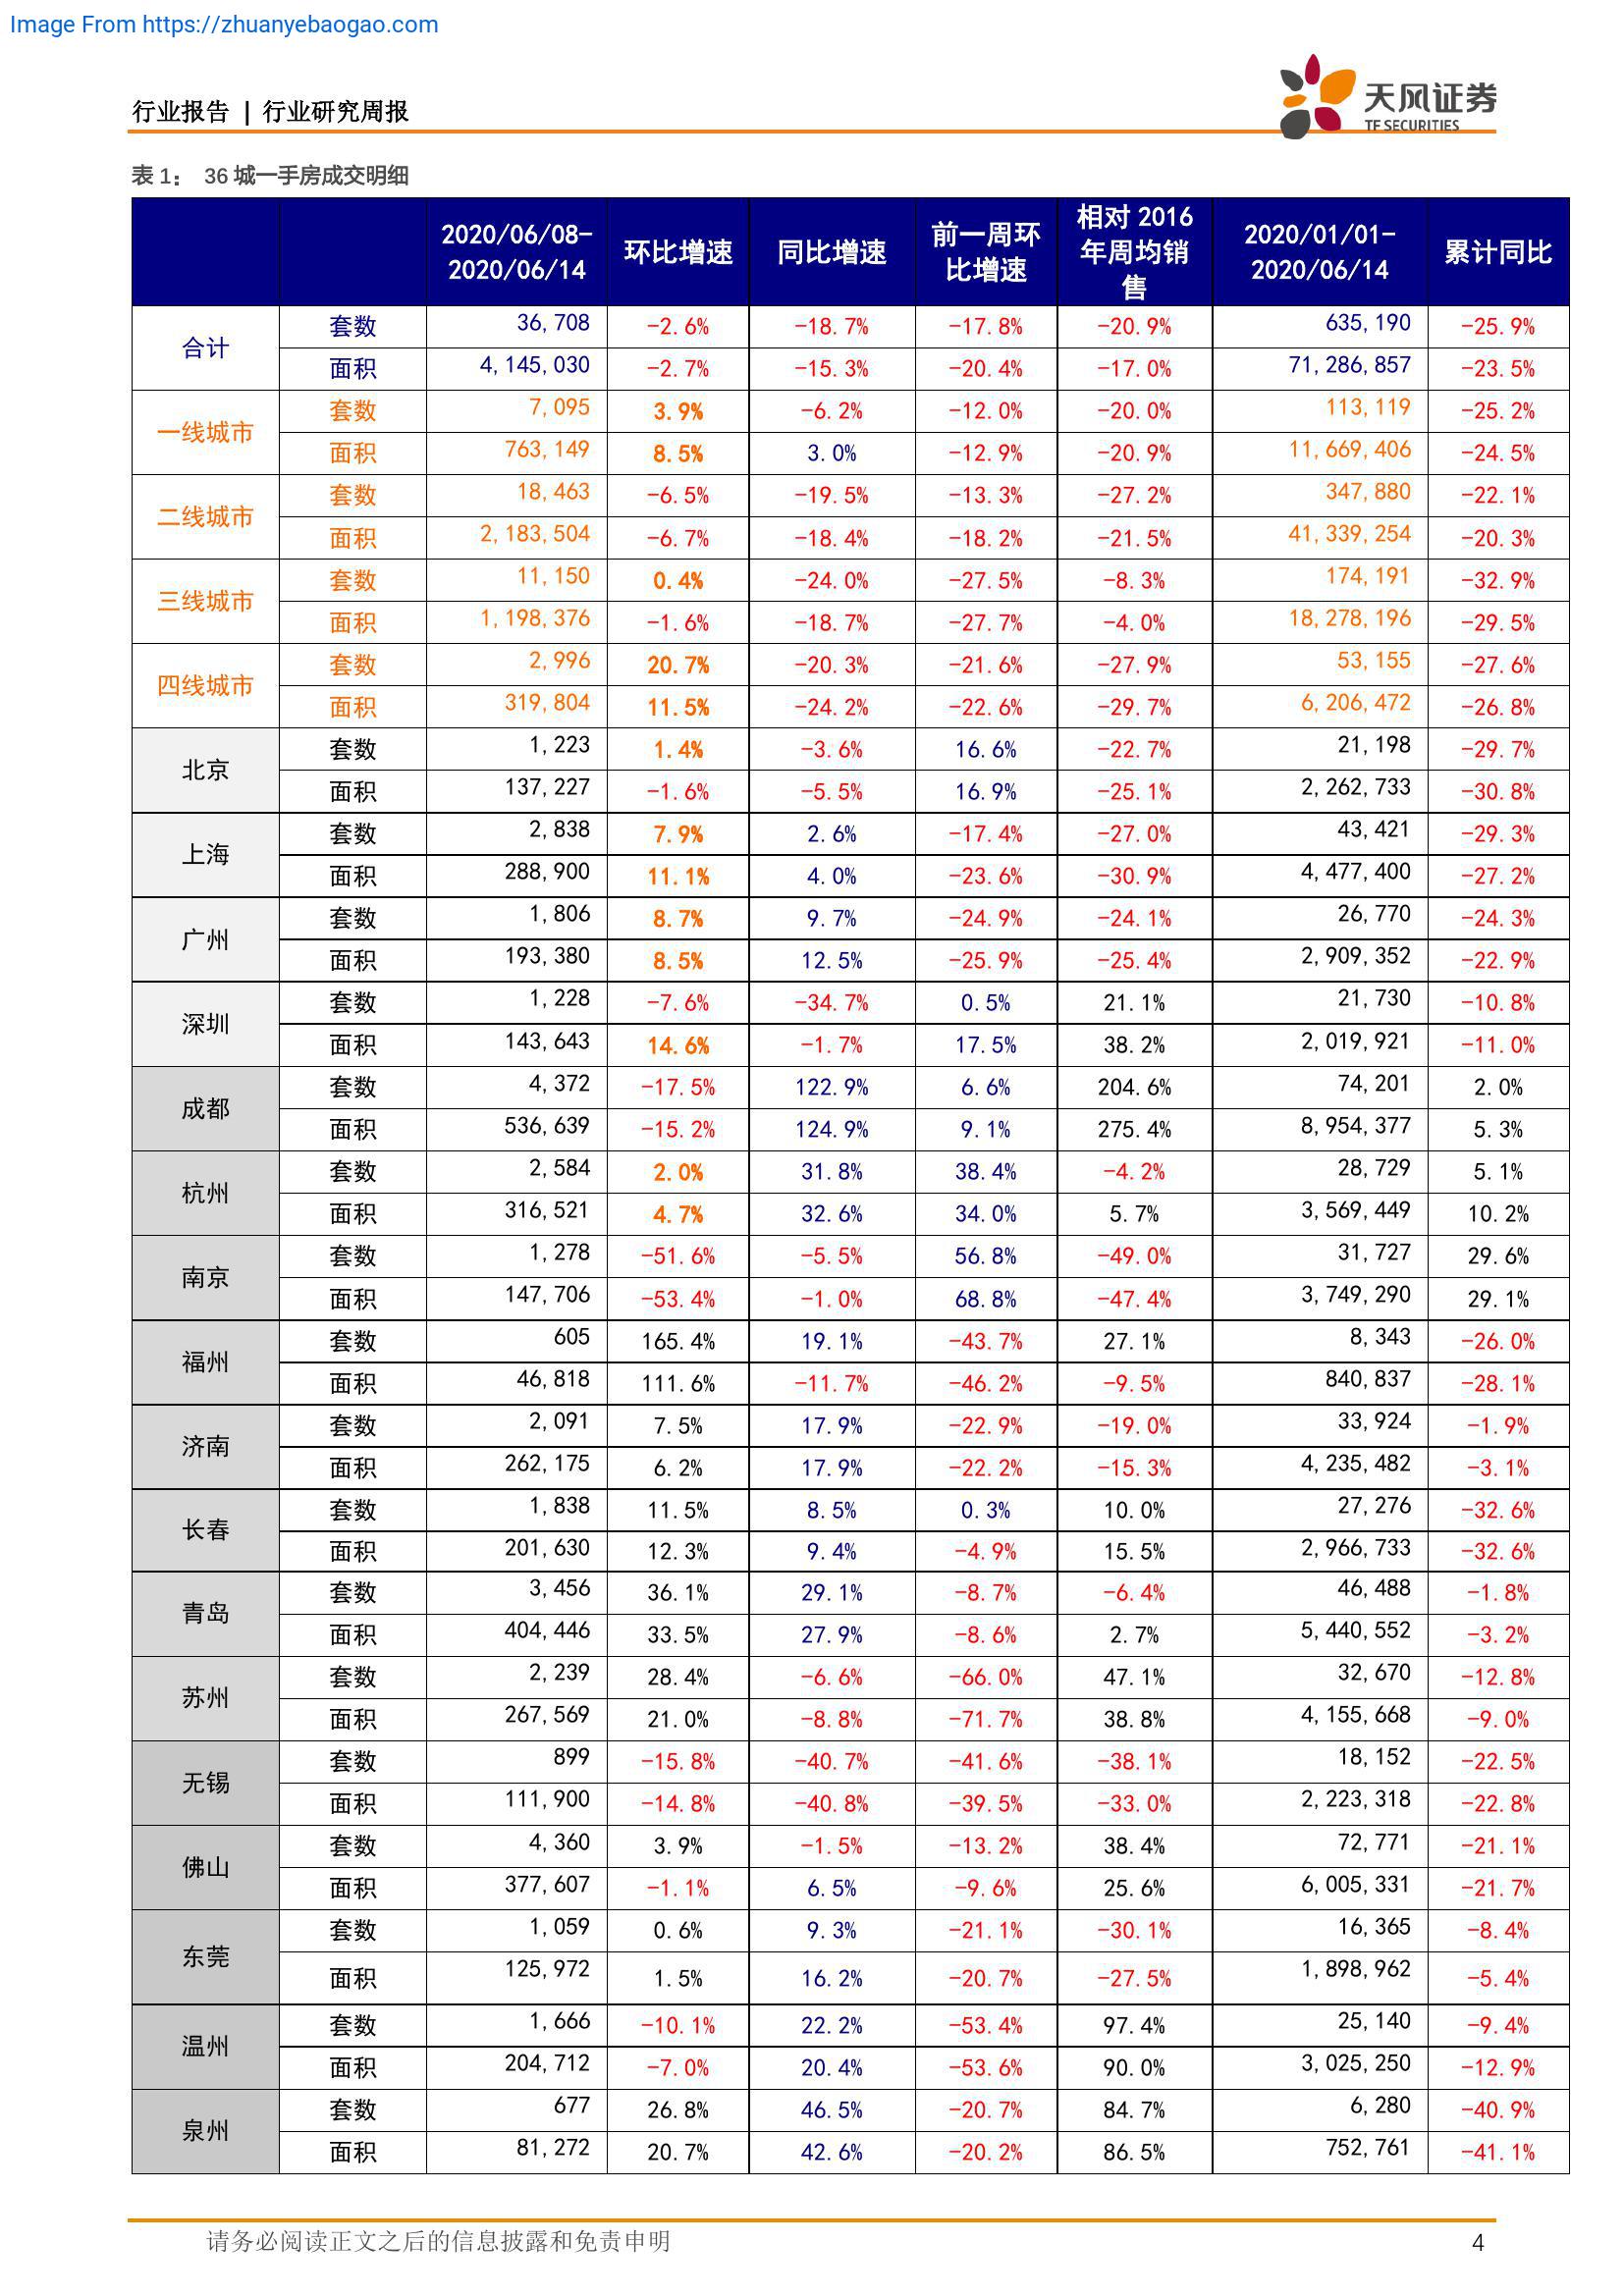 Image From https://zhuanyebaogao.com
行业报告 | 行业研究周报
天风证券
TF SECURITIES
表 1： 36 城一手房成交明细
2020/06/08-2020/06/14 环比增速 同比增速 前一周环比增速 相对 2016 年周均销售 2020/01/01-2020/06/14 累计同比
合计 套数 36,708 -2.6% -18.7% -17.8% -20.9% 635,190 -25.9%
面积 4,145,030 -2.7% -15.3% -20.4% -17.0% 71,286,857 -23.5%
一线城市 套数 7,095 3.9% -6.2% -12.0% -20.0% 113,119 -25.2%
面积 763,149 8.5% 3.0% -12.9% -20.9% 11,669,406 -24.5%
二线城市 套数 18,463 -6.5% -19.5% -13.3% -27.2% 347,880 -22.1%
面积 2,183,504 -6.7% -18.4% -18.2% -21.5% 41,339,254 -20.3%
三线城市 套数 11,150 0.4% -24.0% -27.5% -8.3% 174,191 -32.9%
面积 1,198,376 -1.6% -18.7% -27.7% -4.0% 18,278,196 -29.5%
四线城市 套数 2,996 20.7% -20.3% -21.6% -27.9% 53,155 -27.6%
面积 319,804 11.5% -24.2% -22.6% -29.7% 6,206,472 -26.8%
北京 套数 1,223 1.4% -3.6% 16.6% -22.7% 21,198 -29.7%
面积 137,227 -1.6% -5.5% 16.9% -25.1% 2,262,733 -30.8%
上海 套数 2,838 7.9% 2.6% -17.4% -27.0% 43,421 -29.3%
面积 288,900 11.1% 4.0% -23.6% -30.9% 4,477,400 -27.2%
广州 套数 1,806 8.7% 9.7% -24.9% -24.1% 26,770 -24.3%
面积 193,380 8.5% 12.5% -25.9% -25.4% 2,909,352 -22.9%
深圳 套数 1,228 -7.6% -34.7% 0.5% 21.1% 21,730 -10.8%
面积 143,643 14.6% -1.7% 17.5% 38.2% 2,019,921 -11.0%
成都 套数 4,372 -17.5% 122.9% 6.6% 204.6% 74,201 2.0%
面积 536,639 -15.2% 124.9% 9.1% 275.4% 8,954,377 5.3%
杭州 套数 2,584 2.0% 31.8% 38.4% -4.2% 28,729 5.1%
面积 316,521 4.7% 32.6% 34.0% 5.7% 3,569,449 10.2%
南京 套数 1,278 -51.6% -5.5% 56.8% -49.0% 31,727 29.6%
面积 147,706 -53.4% -1.0% 68.8% -47.4% 3,749,290 29.1%
福州 套数 605 165.4% 19.1% -43.7% 27.1% 8,343 -26.0%
面积 46,818 111.6% -11.7% -46.2% -9.5% 840,837 -28.1%
济南 套数 2,091 7.5% 17.9% -22.9% -19.0% 33,924 -1.9%
面积 262,175 6.2% 17.9% -22.2% -15.3% 4,235,482 -3.1%
长春 套数 1,838 11.5% 8.5% 0.3% 10.0% 27,276 -32.6%
面积 201,630 12.3% 9.4% -4.9% 15.5% 2,966,733 -32.6%
青岛 套数 3,456 36.1% 29.1% -8.7% -6.4% 46,488 -1.8%
面积 404,446 33.5% 27.9% -8.6% 2.7% 5,440,552 -3.2%
苏州 套数 2,239 28.4% -6.6% -66.0% 47.1% 32,670 -12.8%
面积 267,569 21.0% -8.8% -71.7% 38.8% 4,155,668 -9.0%
无锡 套数 899 -15.8% -40.7% -41.6% -38.1% 18,152 -22.5%
面积 111,900 -14.8% -40.8% -39.5% -33.0% 2,223,318 -22.8%
佛山 套数 4,360 3.9% -1.5% -13.2% 38.4% 72,771 -21.1%
面积 377,607 -1.1% 6.5% -9.6% 25.6% 6,005,331 -21.7%
东莞 套数 1,059 0.6% 9.3% -21.1% -30.1% 16,365 -8.4%
面积 125,972 1.5% 16.2% -20.7% -27.5% 1,898,962 -5.4%
温州 套数 1,666 -10.1% 22.2% -53.4% 97.4% 25,140 -9.4%
面积 204,712 -7.0% 20.4% -53.6% 90.0% 3,025,250 -12.9%
泉州 套数 677 26.8% 46.5% -20.7% 84.7% 6,280 -40.9%
面积 81,272 20.7% 42.6% -20.2% 86.5% 752,761 -41.1%
请务必阅读正文之后的信息披露和免责申明 4